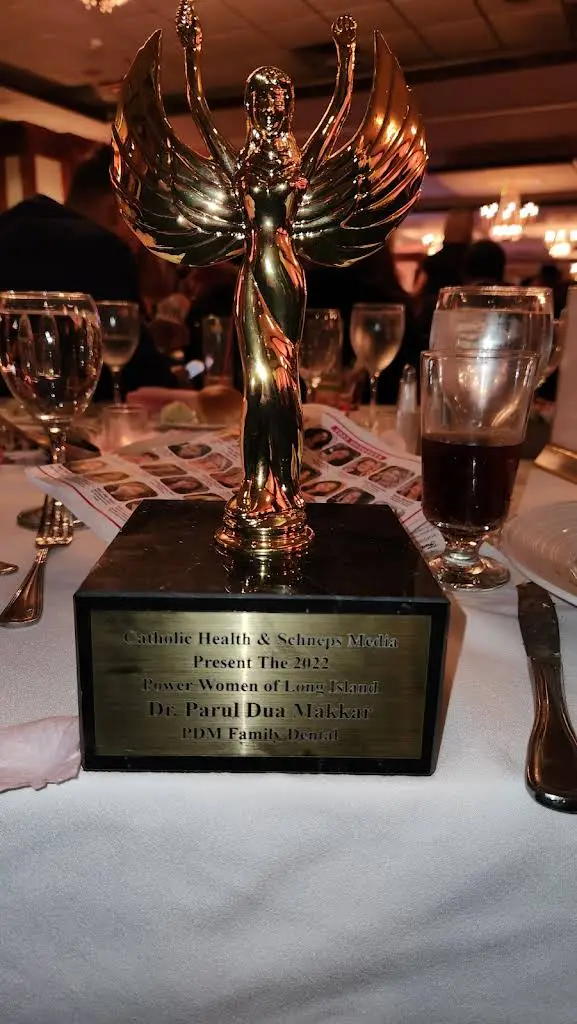 Catholic Health & Schneps Media
Present The 2022
Power Women of Long Island
Dr. Parul Dua Makkar
PDM Family Dental